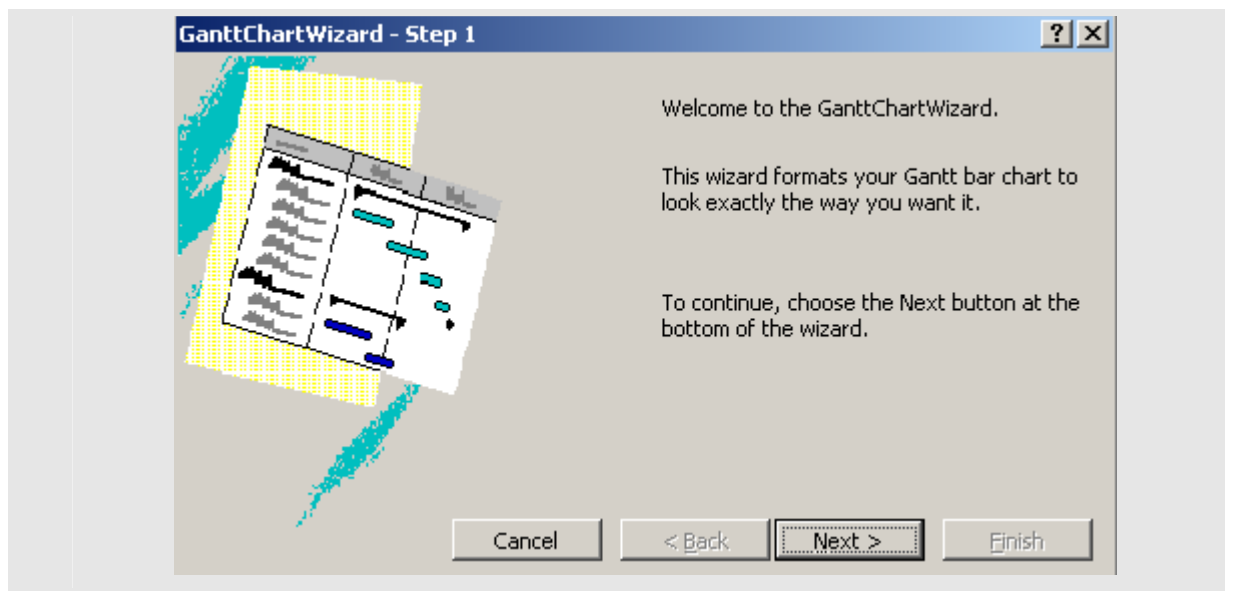 GanttChartWizard - Step 1
Welcome to the GanttChartWizard.
This wizard formats your Gantt bar chart to
look exactly the way you want it.
To continue, choose the Next button at the
bottom of the wizard.
Cancel
< Back
Next >
Finish